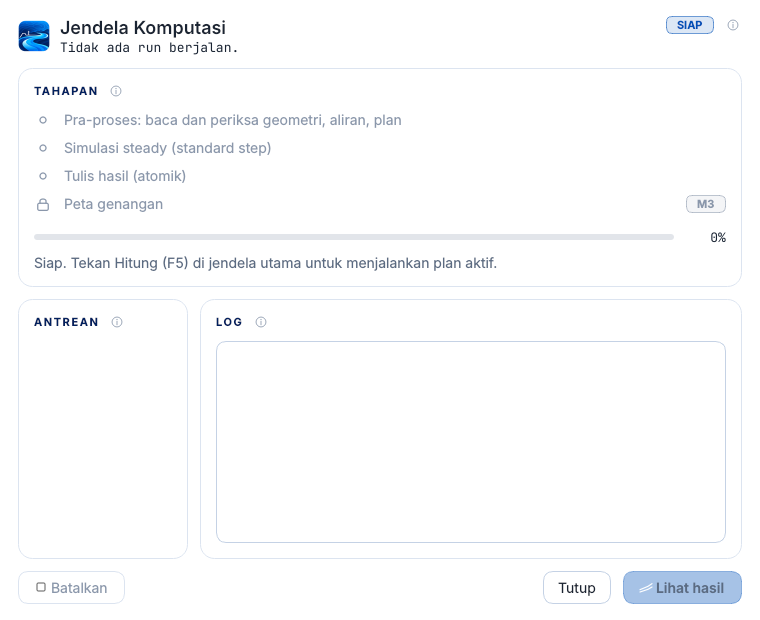 Jendela Komputasi
Tidak ada run berjalan.
SIAP
TAHAPAN
Pra-proses: baca dan periksa geometri, aliran, plan
Simulasi steady (standard step)
Tulis hasil (atomik)
Peta genangan
M3
0%
Siap. Tekan Hitung (F5) di jendela utama untuk menjalankan plan aktif.
ANTREAN
LOG
Batalkan
Tutup
Lihat hasil